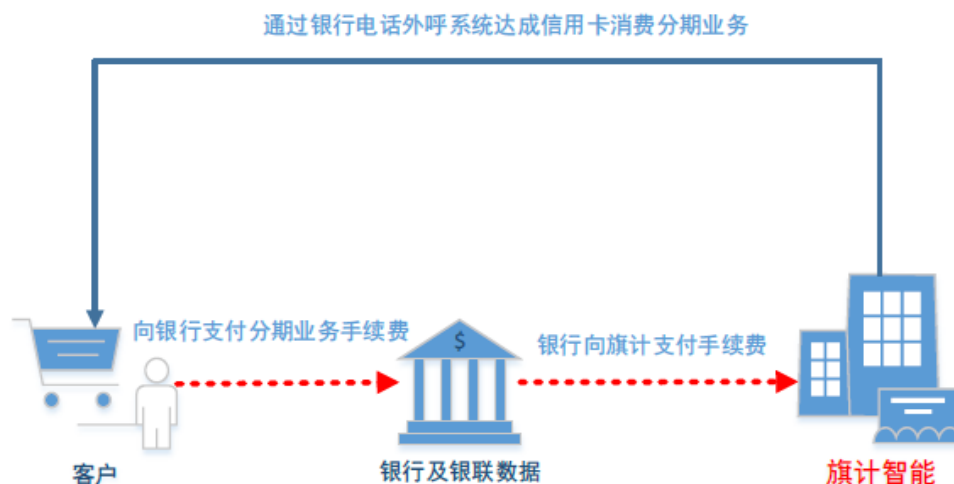 通过银行电话外呼系统达成信用卡消费分期业务
向银行支付分期业务手续费
银行向旗计支付手续费
$
客户
银行及银联数据
旗计智能